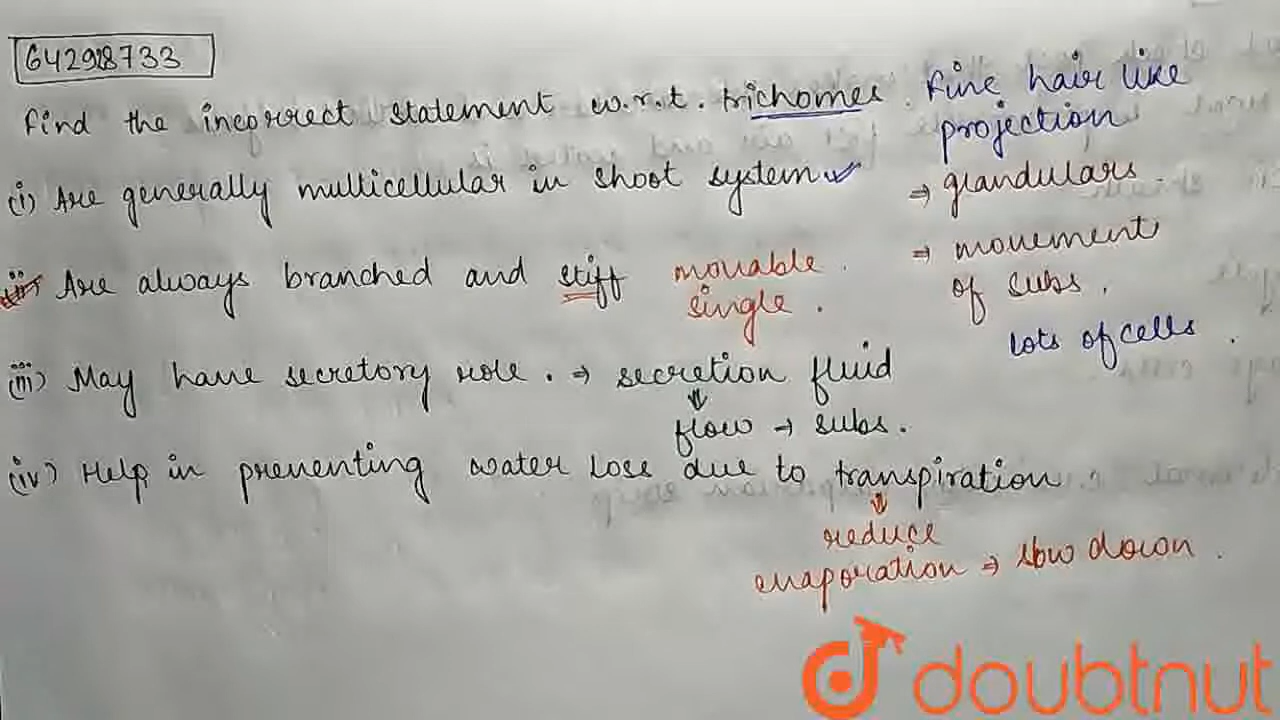 642928733
Find the incorrect statement w.r.t. trichomes. Fine hair like
projection
(i) Are generally multicellular in shoot system.
⇒ glandulars.
(ii) Are always branched and stiff movable.
single.
⇒ movement
of subs.
lots of cells.
(iii) May have secretory role. ⇒ secretion fluid
flow → subs.
(iv) Help in preventing water loss due to transpiration.
reduce
evaporation ⇒ slow down.
doubtnut